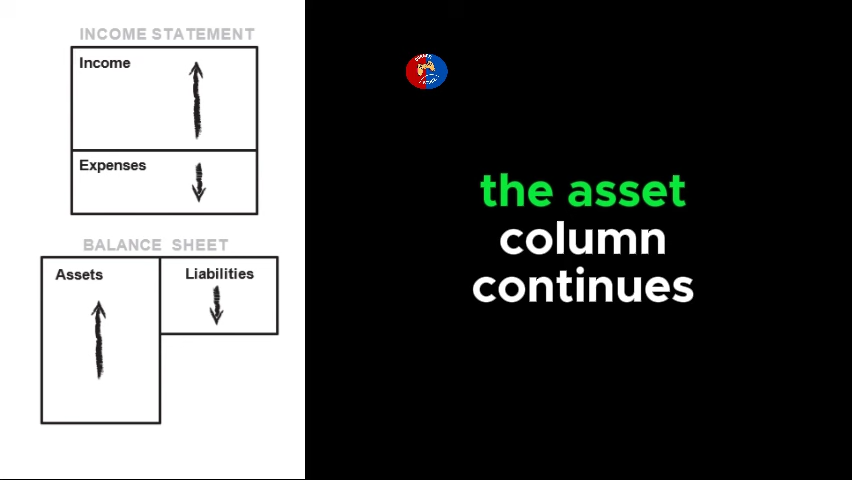 INCOME STATEMENT
Income
Expenses
BALANCE SHEET
Assets
Liabilities
the asset
column
continues